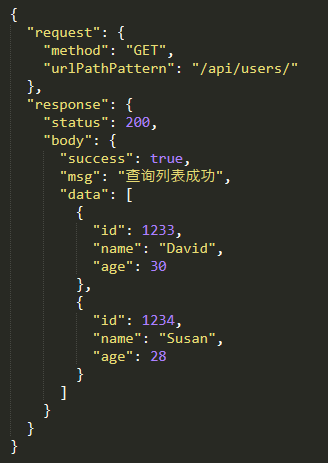 {
  "request": {
    "method": "GET",
    "urlPathPattern": "/api/users/"
  },
  "response": {
    "status": 200,
    "body": {
      "success": true,
      "msg": "查询列表成功",
      "data": [
        {
          "id": 1233,
          "name": "David",
          "age": 30
        },
        {
          "id": 1234,
          "name": "Susan",
          "age": 28
        }
      ]
    }
  }
}